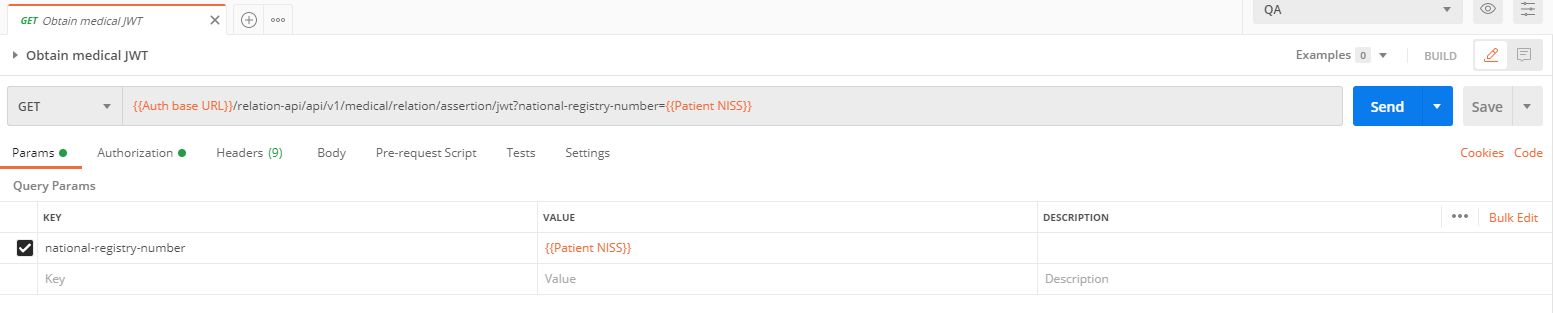 GET Obtain medical JWT
QA
Obtain medical JWT
Examples 0
BUILD
GET
{{Auth base URL}}/relation-api/api/v1/medical/relation/assertion/jwt?national-registry-number={{Patient NISS}}
Send
Save
Params Authorization Headers (9) Body Pre-request Script Tests Settings Cookies Code
Query Params
KEY VALUE DESCRIPTION Bulk Edit
national-registry-number {{Patient NISS}}
Key Value Description